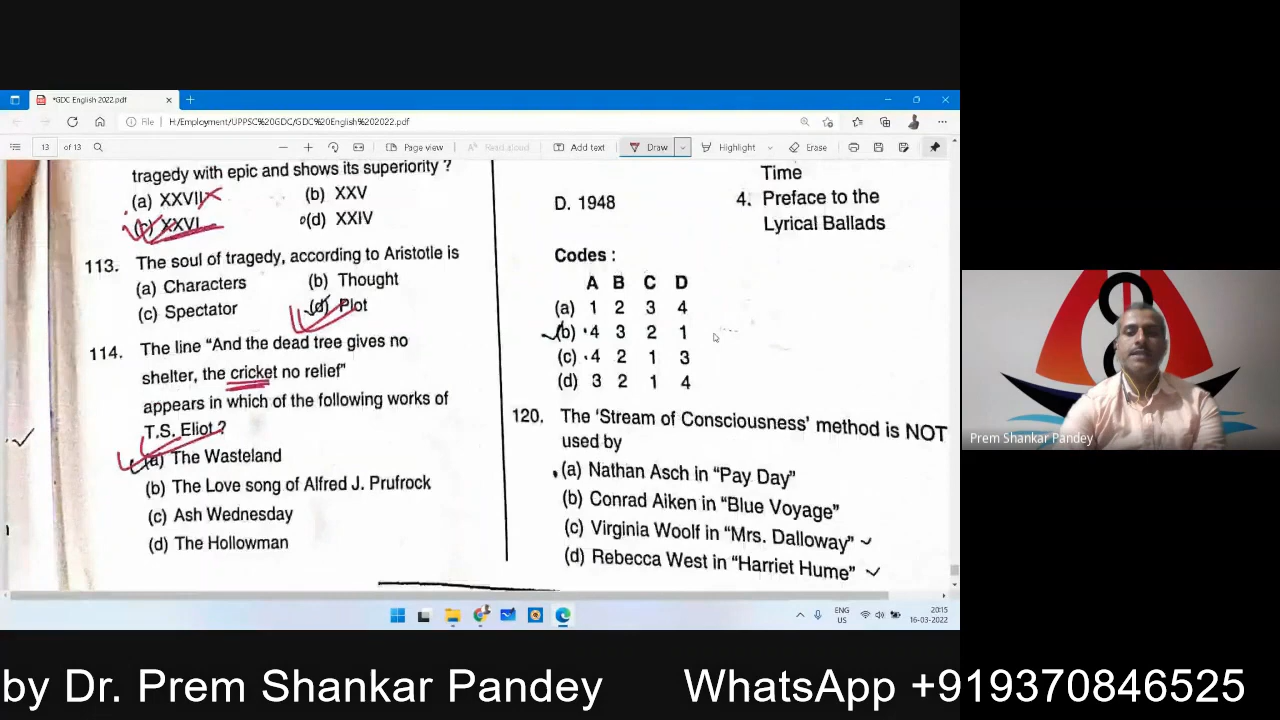 *GDC English 2022.pdf
File
H:/Employment/UPPSC%20GDC/GDC%20English%202022.pdf
13 of 13
Page view
Read aloud
Add text
Draw
Highlight
Erase
tragedy with epic and shows its superiority ?
(a) XXVII
(b) XXV
(c) XXVI
(d) XXIV
113. The soul of tragedy, according to Aristotle is
(a) Characters
(b) Thought
(c) Spectator
(d) Plot
114. The line "And the dead tree gives no
shelter, the cricket no relief"
appears in which of the following works of
T.S. Eliot ?
(a) The Wasteland
(b) The Love song of Alfred J. Prufrock
(c) Ash Wednesday
(d) The Hollowman
Time
D. 1948
4. Preface to the
Lyrical Ballads
Codes :
A B C D
(a) 1 2 3 4
(b) 4 3 2 1
(c) 4 2 1 3
(d) 3 2 1 4
120. The 'Stream of Consciousness' method is NOT
used by
(a) Nathan Asch in "Pay Day"
(b) Conrad Aiken in "Blue Voyage"
(c) Virginia Woolf in "Mrs. Dalloway"
(d) Rebecca West in "Harriet Hume"
ENG
US
20:15
16-03-2022
Prem Shankar Pandey
by Dr. Prem Shankar Pandey WhatsApp +919370846525